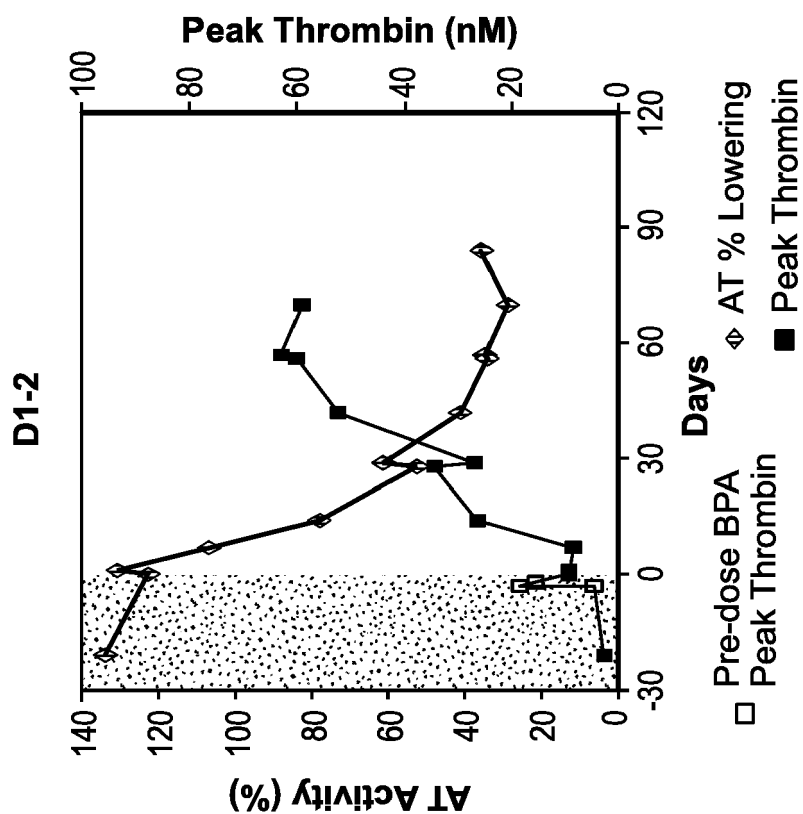 D1-2
AT Activity (%)
140
120
100
80
60
40
20
0
Peak Thrombin (nM)
100
80
60
40
20
0
-30
0
30
60
90
120
Days
Pre-dose BPA
Peak Thrombin
AT % Lowering
Peak Thrombin